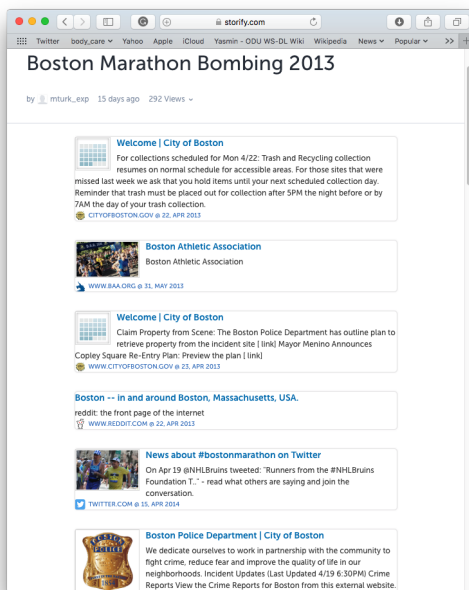 storify.com
Twitter body_care Yahoo Apple iCloud Yasmin - ODU WS-DL Wiki Wikipedia News Popular >> +
Boston Marathon Bombing 2013
by mturk_exp 15 days ago 292 Views
Welcome | City of Boston
For collections scheduled for Mon 4/22: Trash and Recycling collection
resumes on normal schedule for accessible areas. For those sites that were
missed last week we ask that you hold items until your next scheduled collection day.
Reminder that trash must be placed out for collection after 5PM the night before or by
7AM the day of your trash collection.
CITYOFBOSTON.GOV @ 22, APR 2013
Boston Athletic Association
Boston Athletic Association
WWW.BAA.ORG @ 31, MAY 2013
Welcome | City of Boston
Claim Property from Scene: The Boston Police Department has outline plan to
retrieve property from the incident site [ link] Mayor Menino Announces
Copley Square Re-Entry Plan: Preview the plan [ link]
WWW.CITYOFBOSTON.GOV @ 23, APR 2013
Boston -- in and around Boston, Massachusetts, USA.
reddit: the front page of the internet
WWW.REDDIT.COM @ 22, APR 2013
News about #bostonmarathon on Twitter
On Apr 19 @NHLBruins tweeted: "Runners from the #NHLBruins
Foundation T.." - read what others are saying and join the
conversation.
TWITTER.COM @ 15, APR 2014
Boston Police Department | City of Boston
BOSTON
POLICE
We dedicate ourselves to work in partnership with the community to
fight crime, reduce fear and improve the quality of life in our
neighborhoods. Incident Updates (Last Updated 4/19 6:30PM) Crime
Reports View the Crime Reports for Boston from this external website.